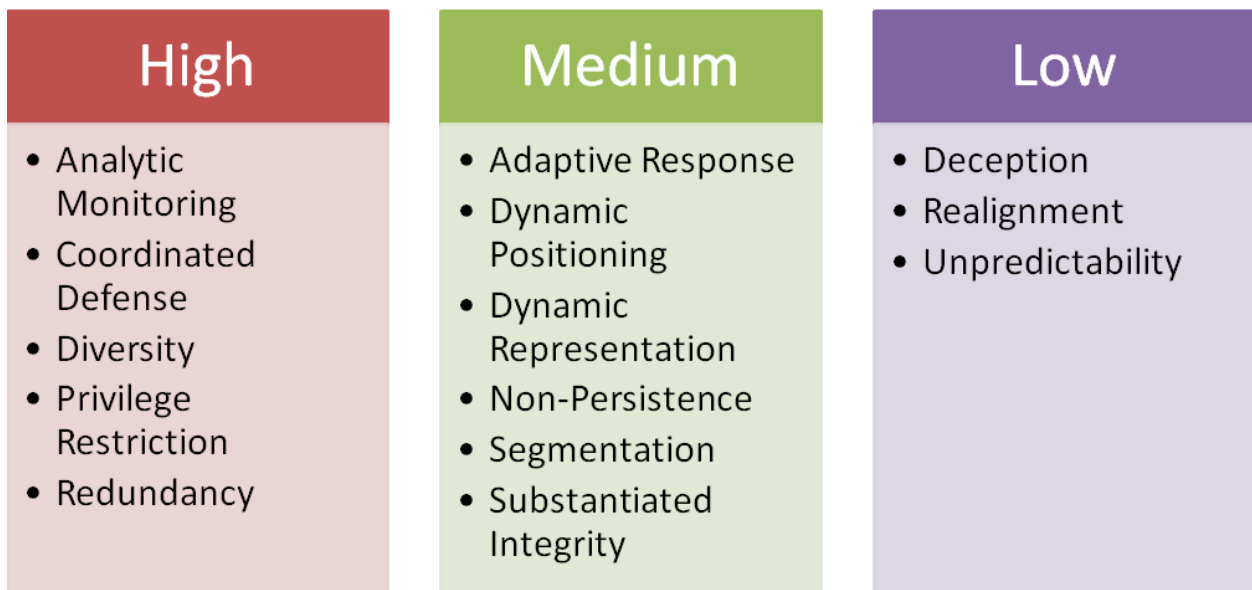 High
• Analytic
Monitoring
• Coordinated
Defense
• Diversity
• Privilege
Restriction
• Redundancy
Medium
• Adaptive Response
• Dynamic
Positioning
• Dynamic
Representation
• Non-Persistence
• Segmentation
• Substantiated
Integrity
Low
• Deception
• Realignment
• Unpredictability